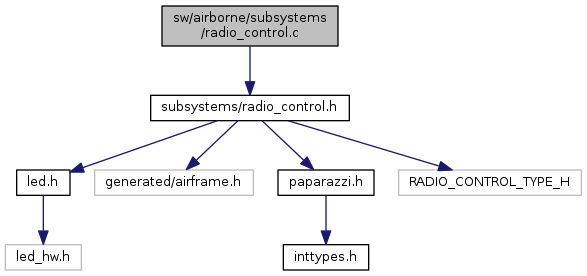 sw/airborne/subsystems
/radio_control.c
subsystems/radio_control.h
led.h
generated/airframe.h
paparazzi.h
RADIO_CONTROL_TYPE_H
led_hw.h
inttypes.h